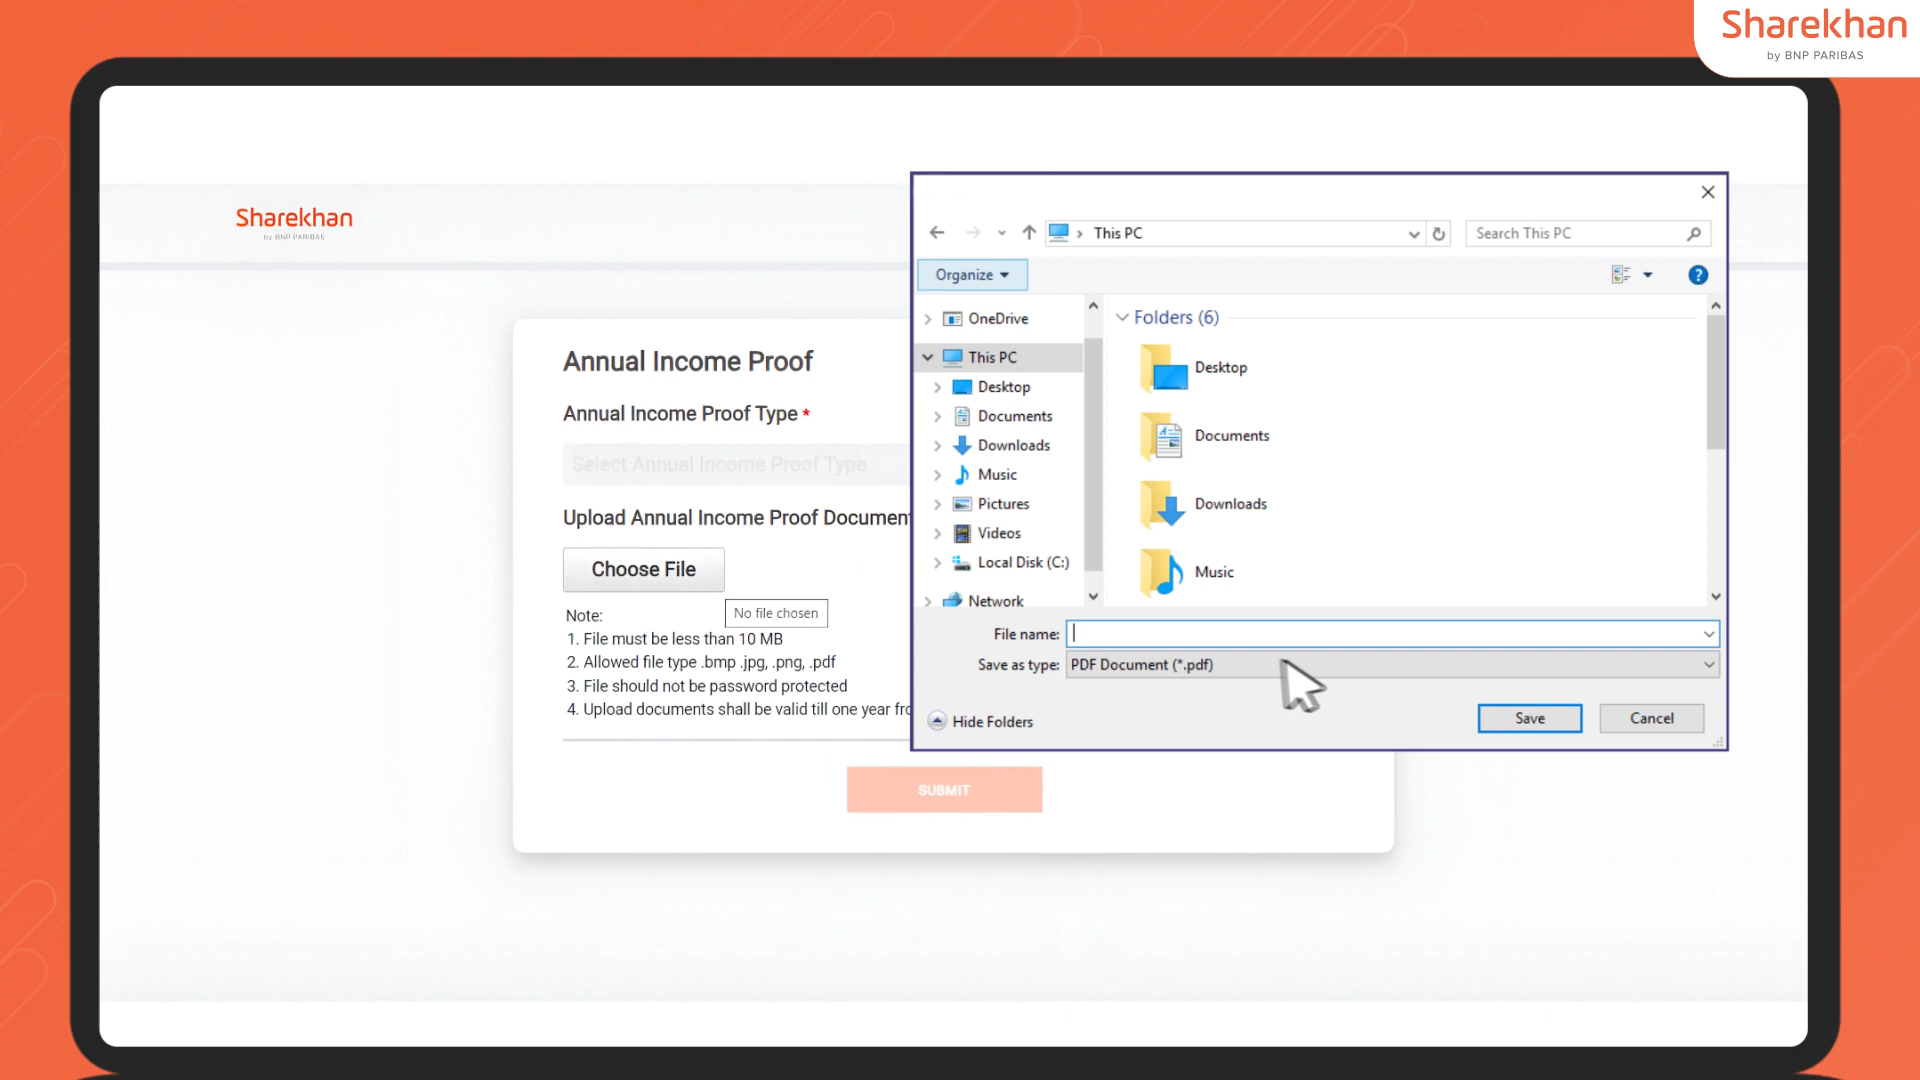 Sharekhan
by BNP PARIBAS
Sharekhan
by BNP PARIBAS
Annual Income Proof
Annual Income Proof Type *
Select Annual Income Proof Type
Upload Annual Income Proof Document
Choose File
No file chosen
Note:
1. File must be less than 10 MB
2. Allowed file type .bmp .jpg, .png, .pdf
3. File should not be password protected
4. Upload documents shall be valid till one year fro
SUBMIT
This PC
Search This PC
Organize
?
OneDrive
This PC
Desktop
Documents
Downloads
Music
Pictures
Videos
Local Disk (C:)
Network
Folders (6)
Desktop
Documents
Downloads
Music
File name:
Save as type: PDF Document (*.pdf)
Hide Folders
Save
Cancel